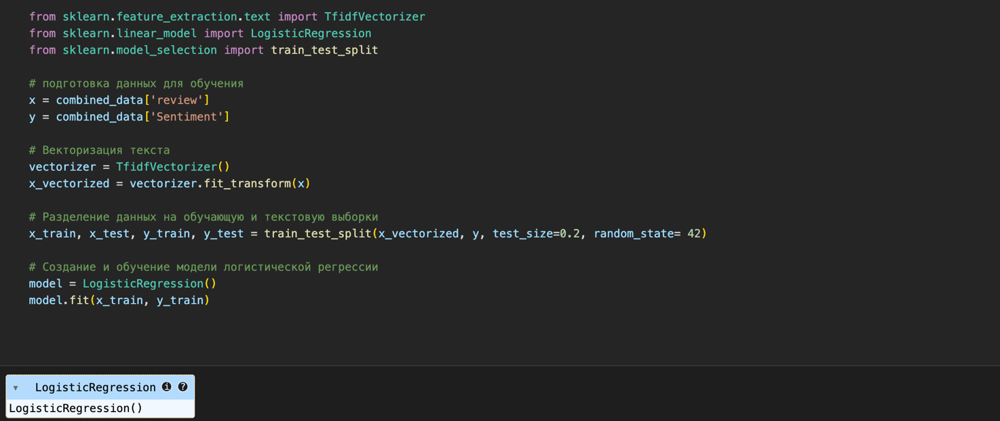 from sklearn.feature_extraction.text import TfidfVectorizer
from sklearn.linear_model import LogisticRegression
from sklearn.model_selection import train_test_split
# подготовка данных для обучения
x = combined_data['review']
y = combined_data['Sentiment']
# Векторизация текста
vectorizer = TfidfVectorizer()
x_vectorized = vectorizer.fit_transform(x)
# Разделение данных на обучающую и текстовую выборки
x_train, x_test, y_train, y_test = train_test_split(x_vectorized, y, test_size=0.2, random_state= 42)
# Создание и обучение модели логистической регрессии
model = LogisticRegression()
model.fit(x_train, y_train)
▾ LogisticRegression i ?
LogisticRegression()